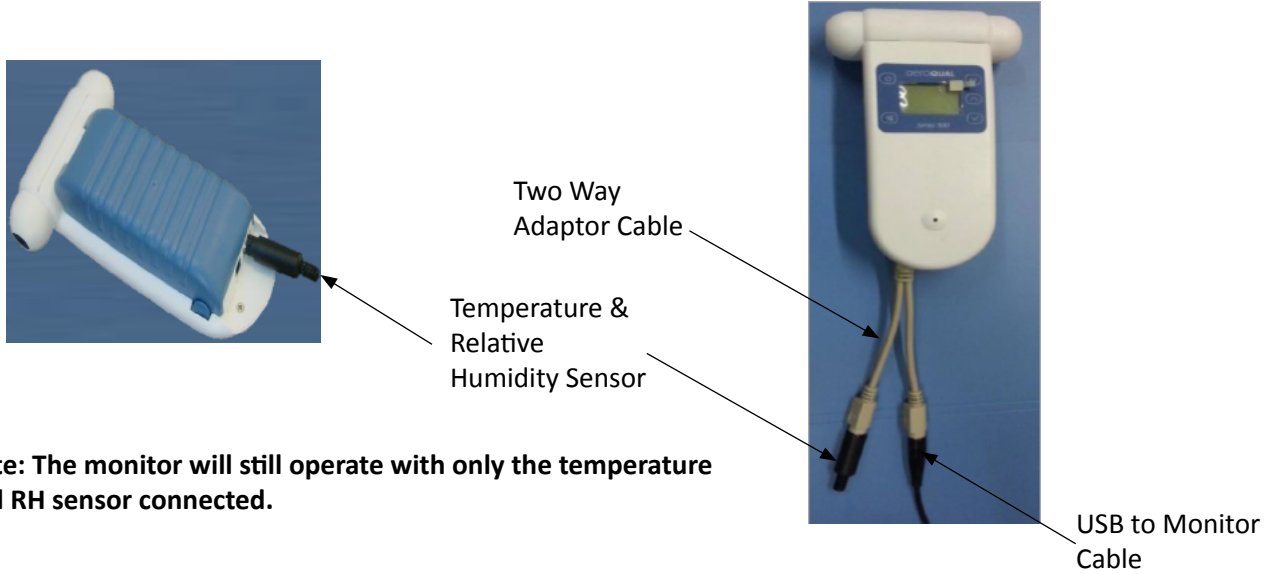 aeroQUAL
Two Way
Adaptor Cable
Temperature &
Relative
Humidity Sensor
te: The monitor will still operate with only the temperature
d RH sensor connected.
USB to Monitor
Cable